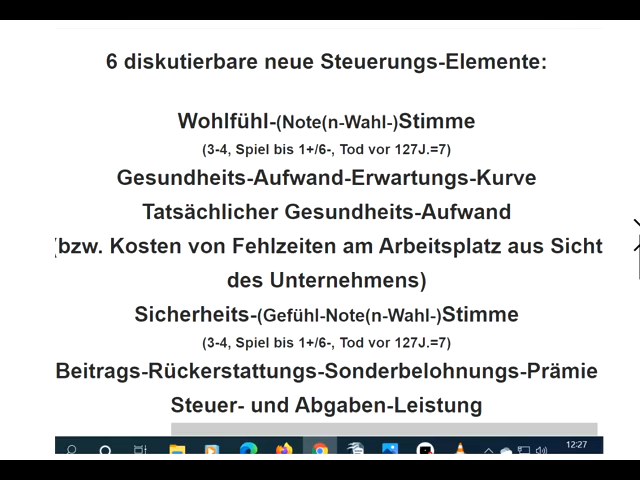 6 diskutierbare neue Steuerungs-Elemente:
Wohlfühl-(Note(n-Wahl-)Stimme
(3-4, Spiel bis 1+/6-, Tod vor 127J.=7)
Gesundheits-Aufwand-Erwartungs-Kurve
Tatsächlicher Gesundheits-Aufwand
(bzw. Kosten von Fehlzeiten am Arbeitsplatz aus Sicht
des Unternehmens)
Sicherheits-(Gefühl-Note(n-Wahl-)Stimme
(3-4, Spiel bis 1+/6-, Tod vor 127J.=7)
Beitrags-Rückerstattungs-Sonderbelohnungs-Prämie
Steuer- und Abgaben-Leistung
12:27